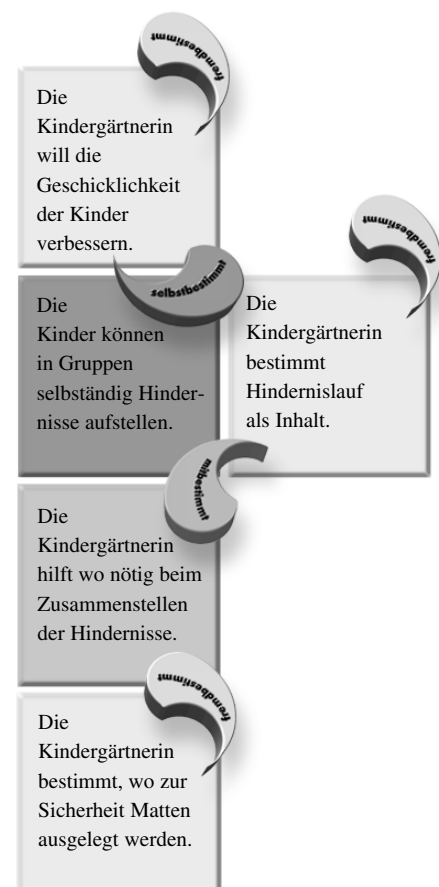 fremdbestimmt
Die
Kindergärtnerin
will die
Geschicklichkeit
der Kinder
verbessern.
selbstbestimmt
Die
Kinder können
in Gruppen
selbständig Hinder-
nisse aufstellen.
fremdbestimmt
Die
Kindergärtnerin
bestimmt
Hindernislauf
als Inhalt.
mitbestimmt
Die
Kindergärtnerin
hilft wo nötig beim
Zusammenstellen
der Hindernisse.
fremdbestimmt
Die
Kindergärtnerin
bestimmt, wo zur
Sicherheit Matten
ausgelegt werden.